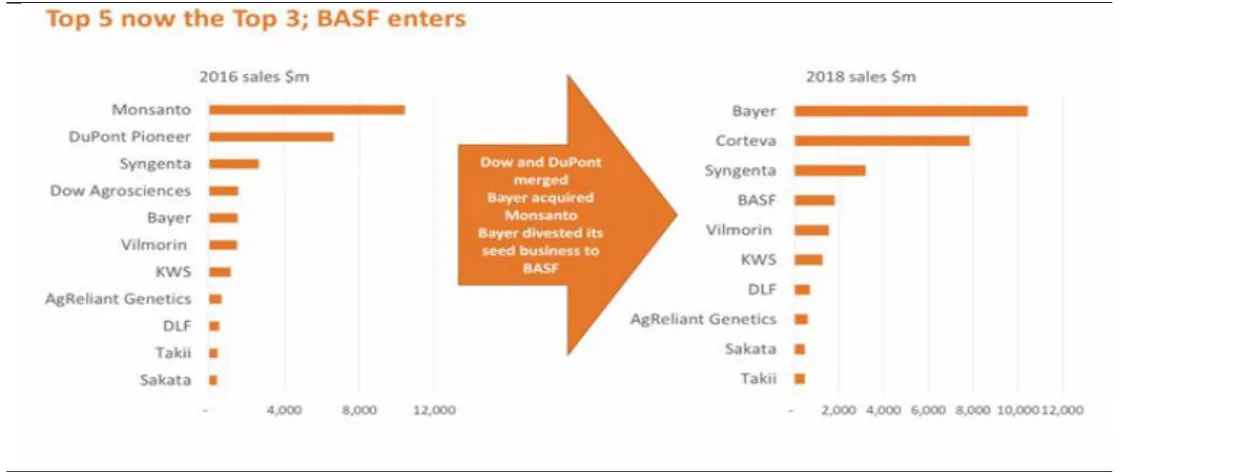 Top 5 now the Top 3; BASF enters
2016 sales $m
Monsanto
DuPont Pioneer
Syngenta
Dow Agrosciences
Bayer
Vilmorin
KWS
AgReliant Genetics
DLF
Takii
Sakata
- 4,000 8,000 12,000
Dow and DuPont
merged
Bayer acquired
Monsanto
Bayer divested its
seed business to
BASF
2018 sales $m
Bayer
Corteva
Syngenta
BASF
Vilmorin
KWS
DLF
AgReliant Genetics
Sakata
Takii
- 2,000 4,000 6,000 8,000 10,000 12,000